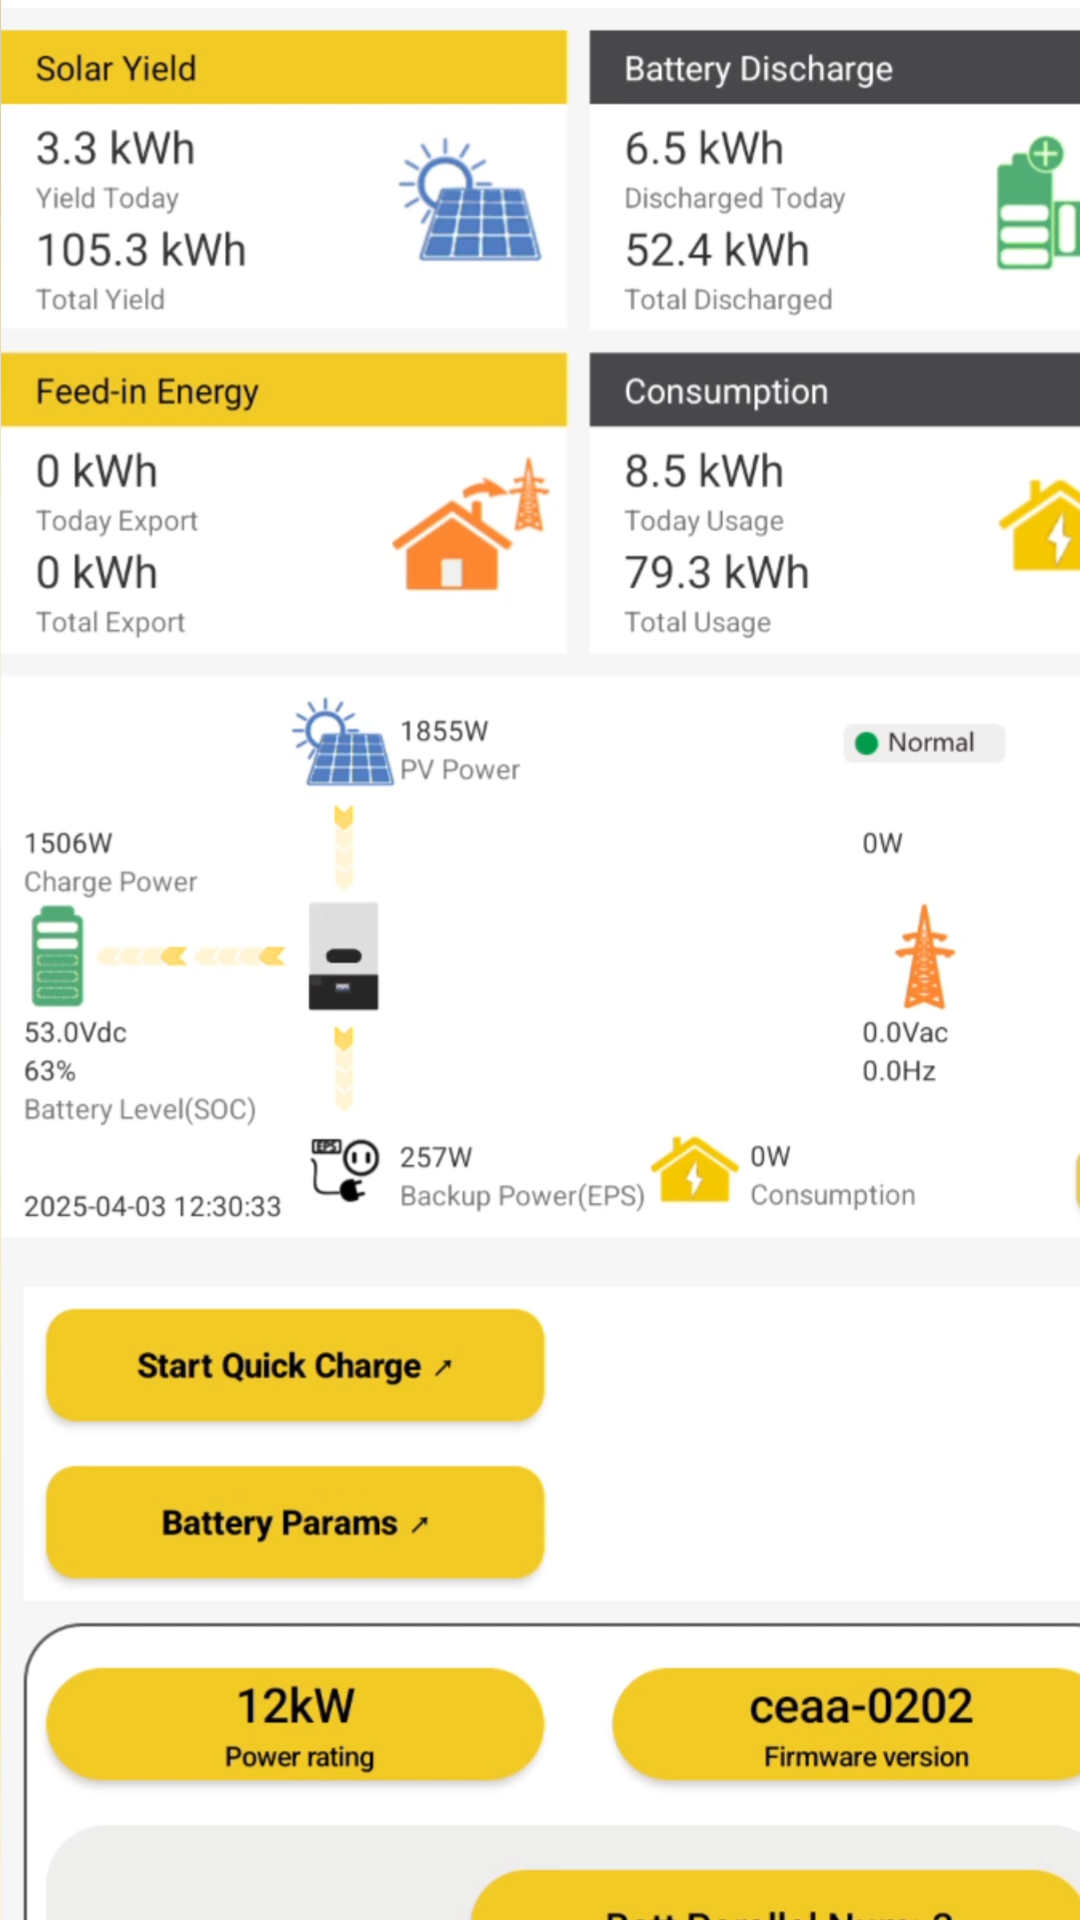 Solar Yield
3.3 kWh
Yield Today
105.3 kWh
Total Yield
Battery Discharge
6.5 kWh
Discharged Today
52.4 kWh
Total Discharged
Feed-in Energy
0 kWh
Today Export
0 kWh
Total Export
Consumption
8.5 kWh
Today Usage
79.3 kWh
Total Usage
1855W
PV Power
Normal
1506W
Charge Power
0W
53.0Vdc
63%
Battery Level(SOC)
0.0Vac
0.0Hz
EPS
257W
Backup Power(EPS)
0W
Consumption
2025-04-03 12:30:33
Start Quick Charge ↗
Battery Params ↗
12kW
Power rating
ceaa-0202
Firmware version
Batt Parallel Num: